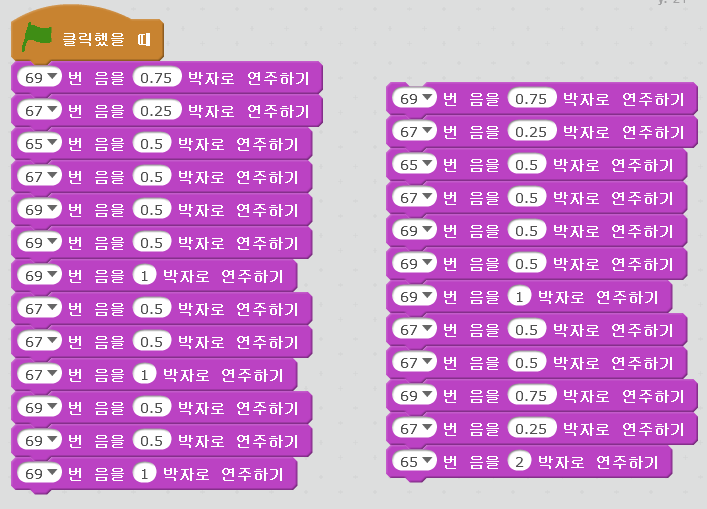 클릭했을 때
69 번 음을 0.75 박자로 연주하기
67 번 음을 0.25 박자로 연주하기
65 번 음을 0.5 박자로 연주하기
67 번 음을 0.5 박자로 연주하기
69 번 음을 0.5 박자로 연주하기
69 번 음을 0.5 박자로 연주하기
69 번 음을 1 박자로 연주하기
67 번 음을 0.5 박자로 연주하기
67 번 음을 0.5 박자로 연주하기
67 번 음을 1 박자로 연주하기
69 번 음을 0.5 박자로 연주하기
69 번 음을 0.5 박자로 연주하기
69 번 음을 1 박자로 연주하기
69 번 음을 0.75 박자로 연주하기
67 번 음을 0.25 박자로 연주하기
65 번 음을 0.5 박자로 연주하기
67 번 음을 0.5 박자로 연주하기
69 번 음을 0.5 박자로 연주하기
69 번 음을 0.5 박자로 연주하기
69 번 음을 1 박자로 연주하기
67 번 음을 0.5 박자로 연주하기
67 번 음을 0.5 박자로 연주하기
69 번 음을 0.75 박자로 연주하기
67 번 음을 0.25 박자로 연주하기
65 번 음을 2 박자로 연주하기